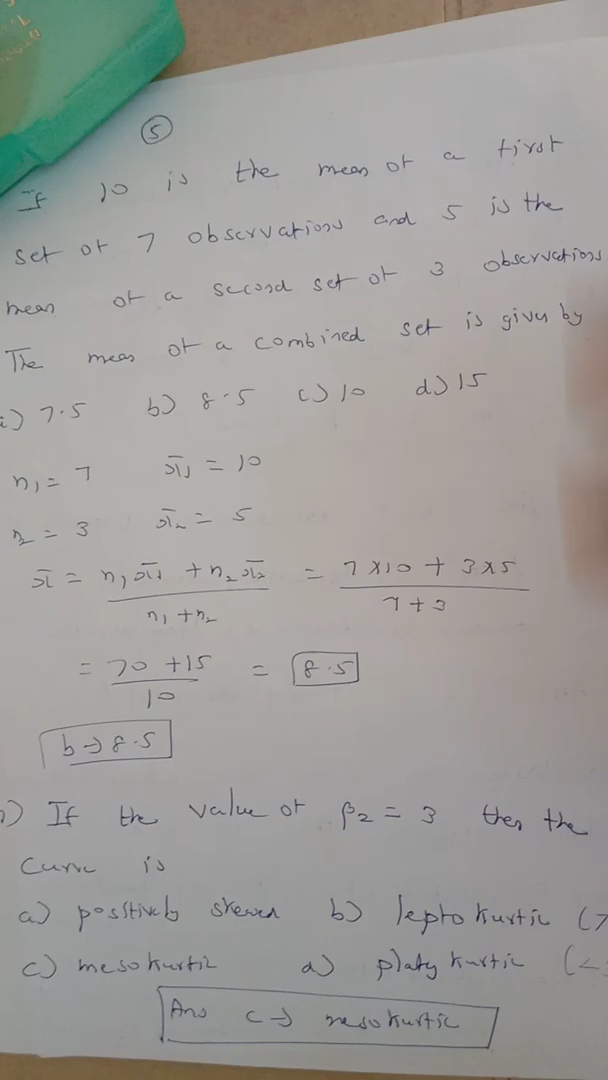 5
If 10 is the mean of a first
set of 7 observations and 5 is the
mean of a second set of 3 observations
The mean of a combined set is given by
) 7.5 b) 8.5 c) 10 d) 15
n₁ = 7 x̄₁ = 10
n₂ = 3 x̄₂ = 5
x̄ = (n₁x̄₁ + n₂x̄₂)/(n₁ + n₂) = (7×10 + 3×5)/(7+3)
= (70 + 15)/10 = 8.5
b → 8.5
) If the value of β₂ = 3 then the
curve is
a) positively skewed b) leptokurtic (>
c) mesokurtic d) platykurtic (<
Ans c → mesokurtic